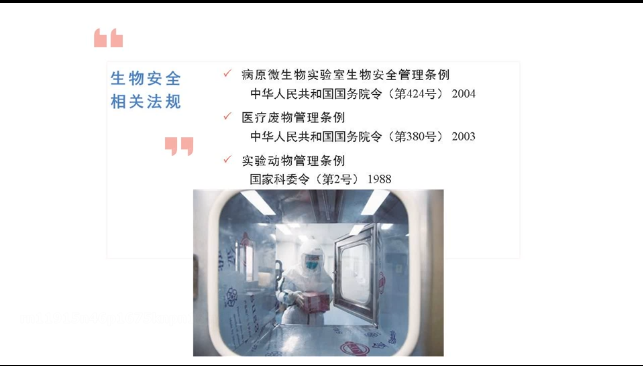 生物安全
相关法规
病原微生物实验室生物安全管理条例
中华人民共和国国务院令（第424号） 2004
医疗废物管理条例
中华人民共和国国务院令（第380号） 2003
实验动物管理条例
国家科委令（第2号） 1988